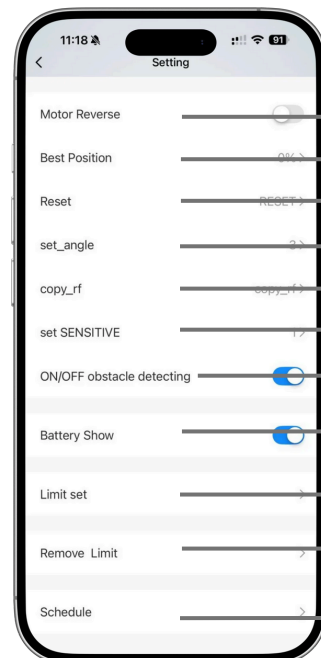 11:18
91
Setting
Motor Reverse
Best Position 0%
Reset RESET
set_angle 3
copy_rf copy_rf
set SENSITIVE 1
ON/OFF obstacle detecting
Battery Show
Limit set
Remove Limit
Schedule